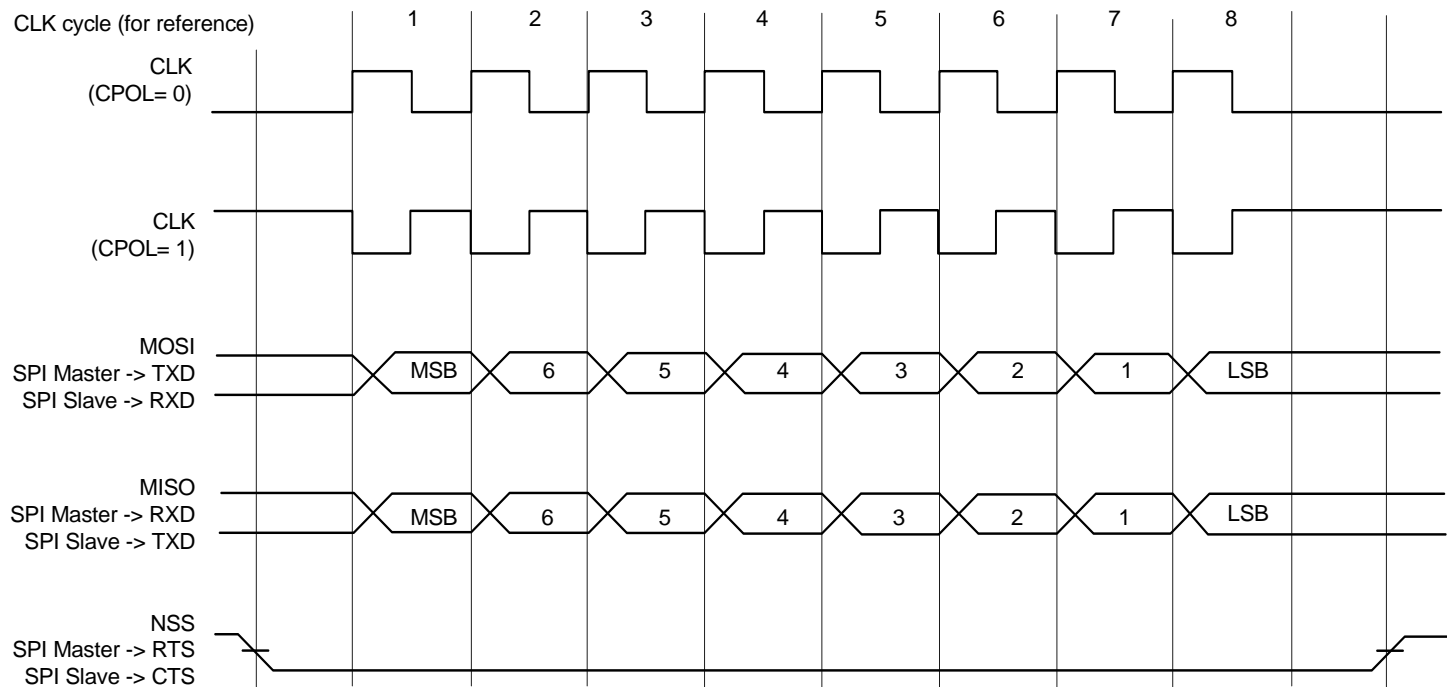 CLK cycle (for reference)
1 2 3 4 5 6 7 8
CLK
(CPOL= 0)
CLK
(CPOL= 1)
MOSI
SPI Master -> TXD
SPI Slave -> RXD
MSB 6 5 4 3 2 1 LSB
MISO
SPI Master -> RXD
SPI Slave -> TXD
MSB 6 5 4 3 2 1 LSB
NSS
SPI Master -> RTS
SPI Slave -> CTS